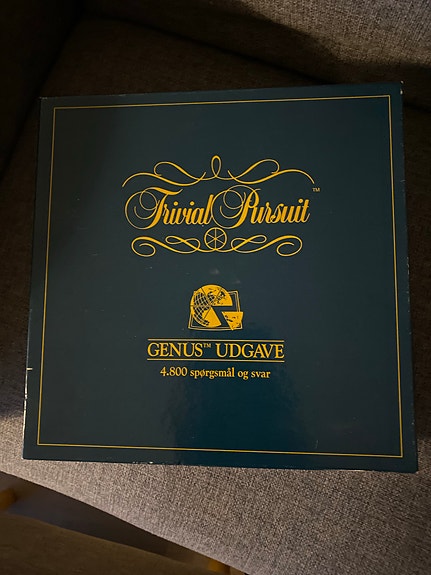 Trivial Pursuit™
GENUS™ UDGAVE
4.800 spørgsmål og svar